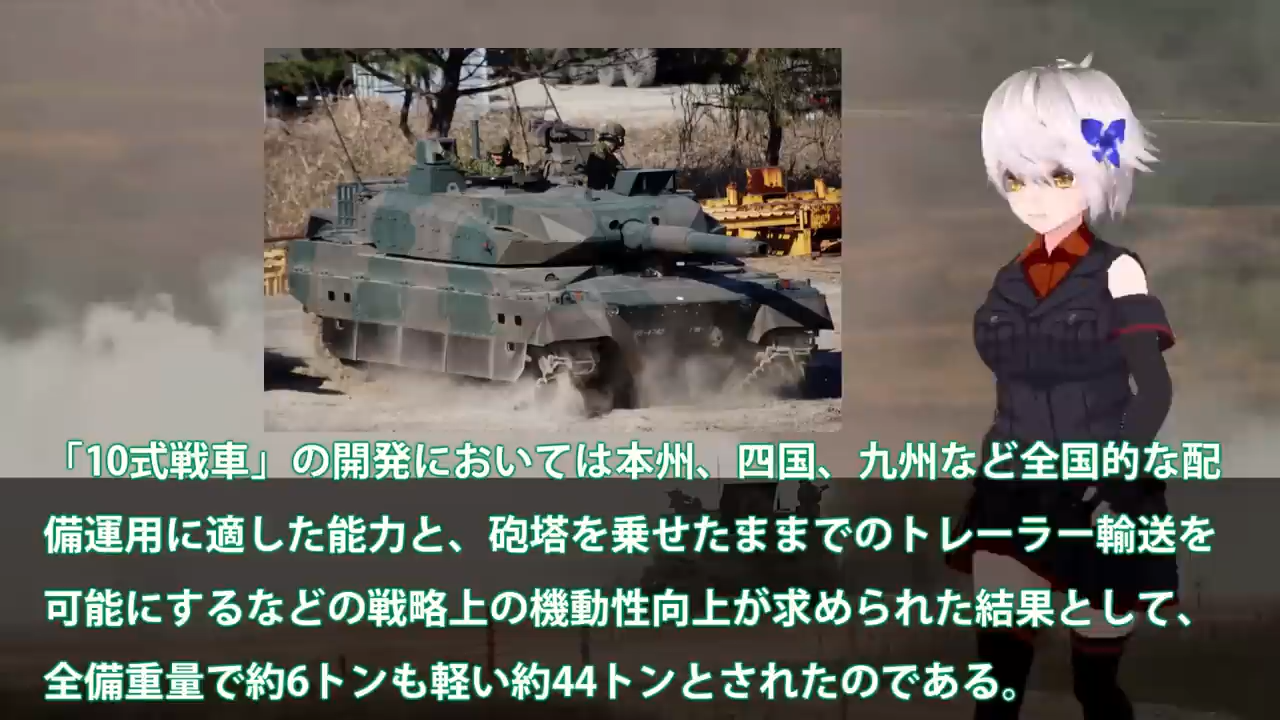 「10式戦車」の開発においては本州、四国、九州など全国的な配
備運用に適した能力と、砲塔を乗せたままでのトレーラー輸送を
可能にするなどの戦略上の機動性向上が求められた結果として、
全備重量で約6トンも軽い約44トンとされたのである。